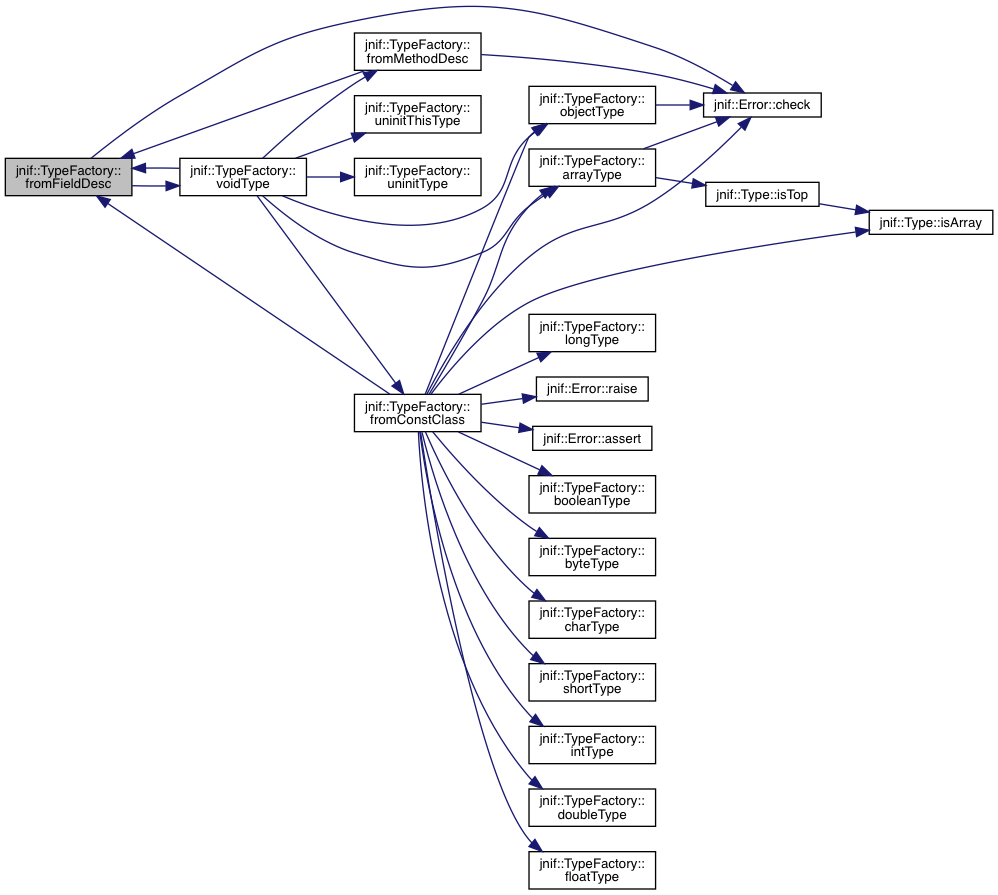 jnif::TypeFactory::
fromFieldDesc
jnif::TypeFactory::
voidType
jnif::TypeFactory::
fromMethodDesc
jnif::TypeFactory::
uninitThisType
jnif::TypeFactory::
uninitType
jnif::TypeFactory::
fromConstClass
jnif::TypeFactory::
objectType
jnif::TypeFactory::
arrayType
jnif::TypeFactory::
longType
jnif::Error::raise
jnif::Error::assert
jnif::TypeFactory::
booleanType
jnif::TypeFactory::
byteType
jnif::TypeFactory::
charType
jnif::TypeFactory::
shortType
jnif::TypeFactory::
intType
jnif::TypeFactory::
doubleType
jnif::TypeFactory::
floatType
jnif::Error::check
jnif::Type::isTop
jnif::Type::isArray